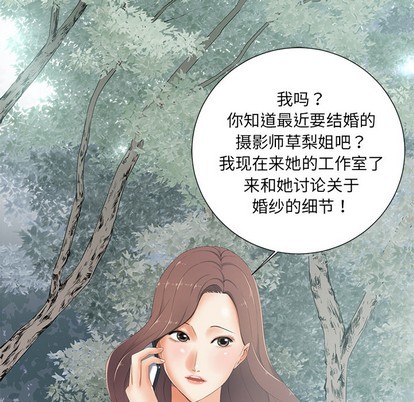 我吗？
你知道最近要结婚的
摄影师草梨姐吧？
我现在来她的工作室了
来和她讨论关于
婚纱的细节！